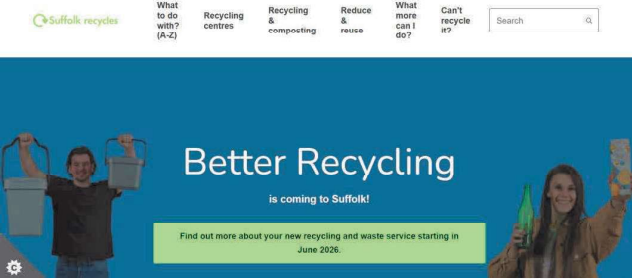 Suffolk recycles
What
to do
with?
(A-Z)
Recycling
centres
Recycling
&
composting
Reduce
&
reuse
What
more
can I
do?
Can't
recycle
it?
Search
Better Recycling
is coming to Suffolk!
Find out more about your new recycling and waste service starting in
June 2026.